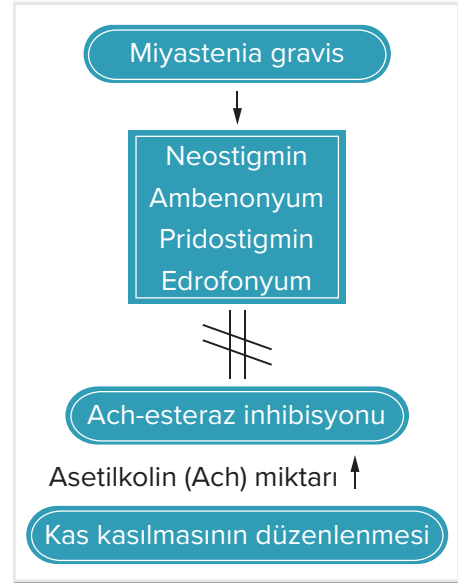 Miyastenia gravis
Neostigmin
Ambenonyum
Pridostigmin
Edrofonyum
Ach-esteraz inhibisyonu
Asetilkolin (Ach) miktarı ↑
Kas kasılmasının düzenlenmesi